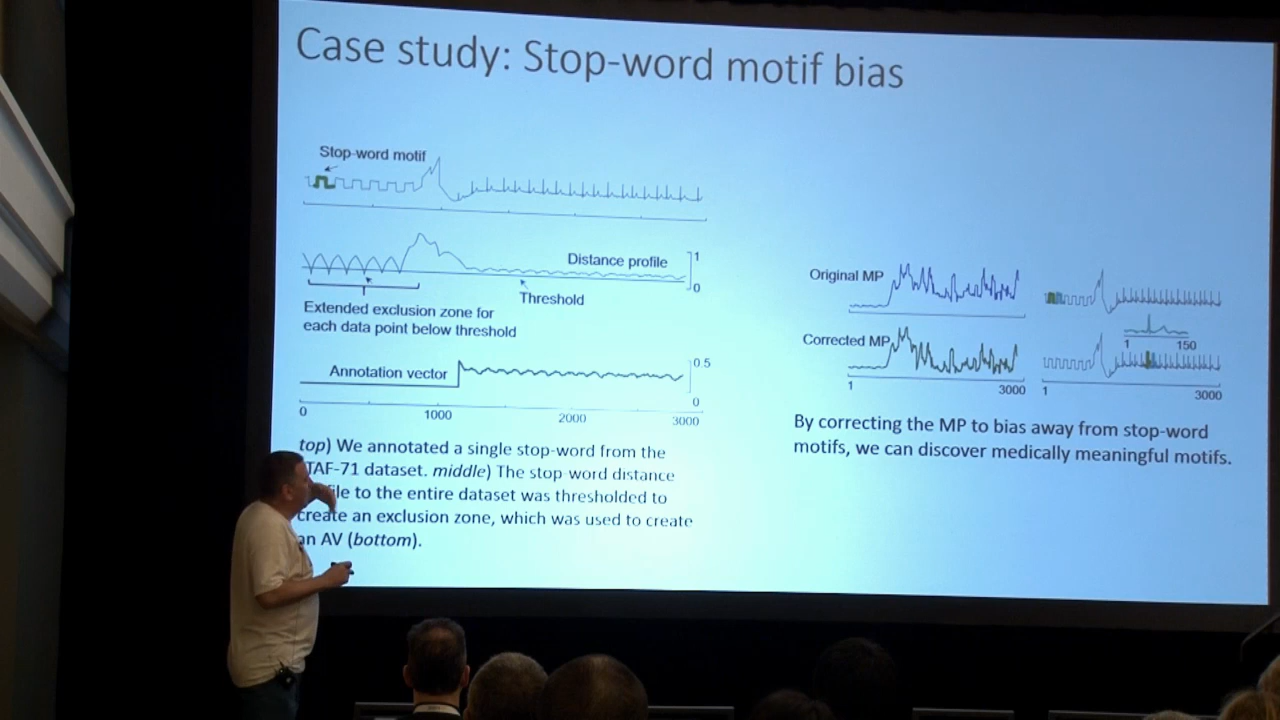 Case study: Stop-word motif bias
Stop-word motif
Distance profile
1
0
Threshold
Extended exclusion zone for
each data point below threshold
Annotation vector
0.5
0
0 1000 2000 3000
top) We annotated a single stop-word from the
TAF-71 dataset. middle) The stop word distance
file to the entire dataset was thresholded to
create an exclusion zone, which was used to create
an AV (bottom).
Original MP
Corrected MP
1 3000
1 150
1 3000
By correcting the MP to bias away from stop-word
motifs, we can discover medically meaningful motifs.